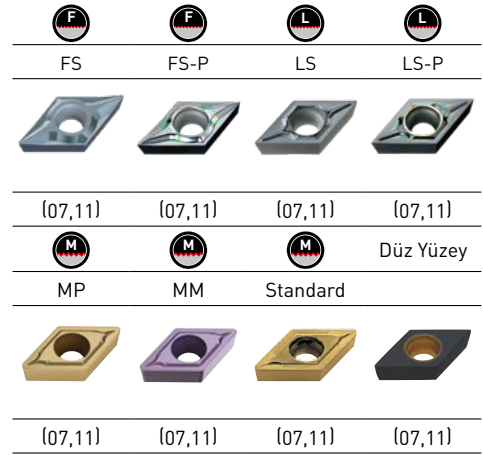 F F L L
FS FS-P LS LS-P
(07,11) (07,11) (07,11) (07,11)
M M M Düz Yüzey
MP MM Standard
(07,11) (07,11) (07,11) (07,11)